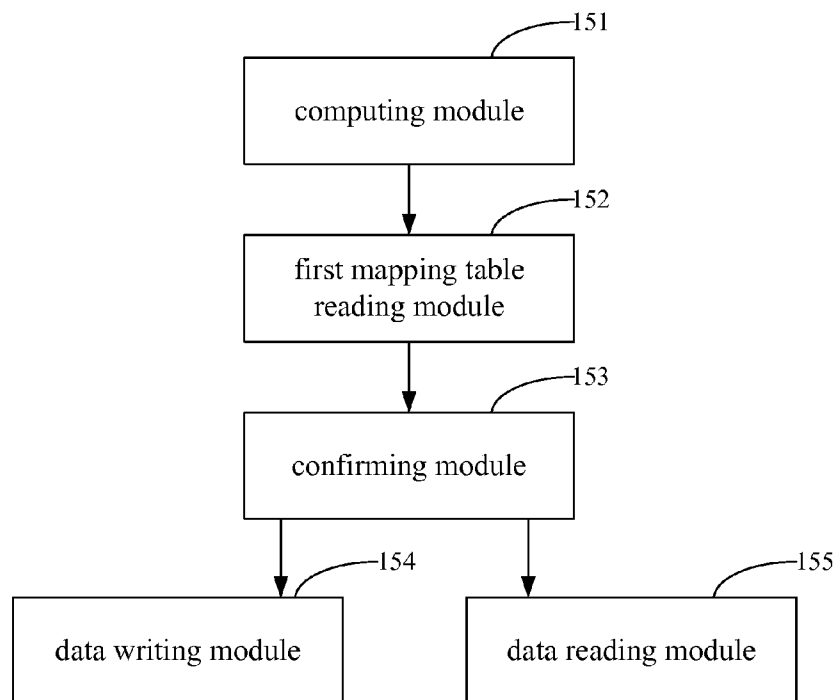 151
computing module
152
first mapping table
reading module
153
confirming module
154
155
data writing module
data reading module